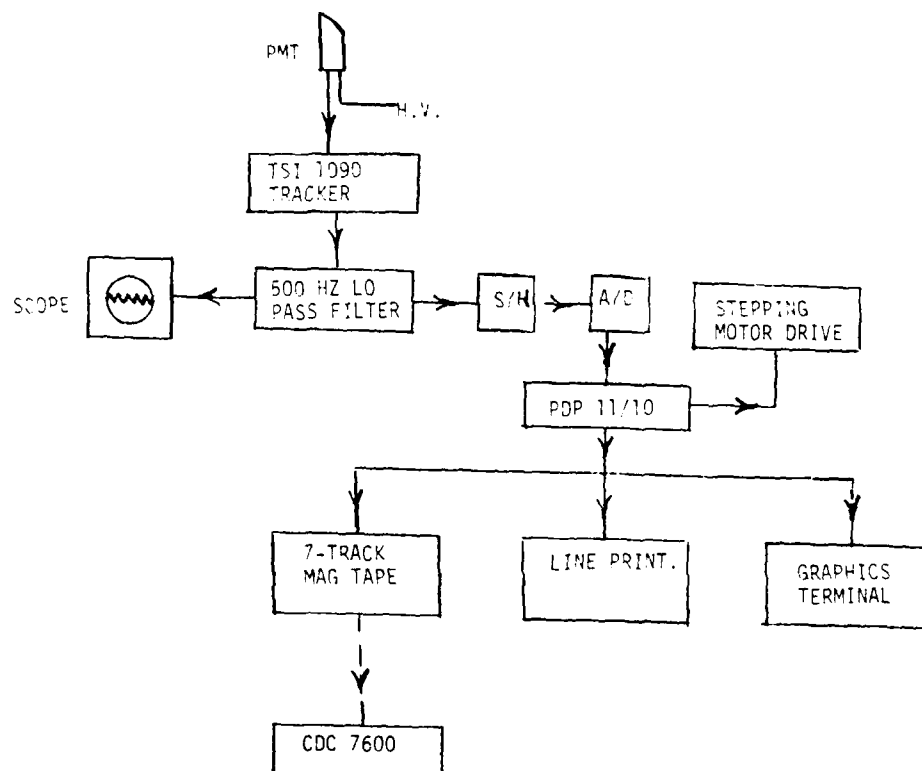 PMT
H.V.
TSI 1090
TRACKER
SCOPE
500 HZ LO
PASS FILTER
S/H
A/D
STEPPING
MOTOR DRIVE
PDP 11/10
7-TRACK
MAG TAPE
LINE PRINT.
GRAPHICS
TERMINAL
CDC 7600